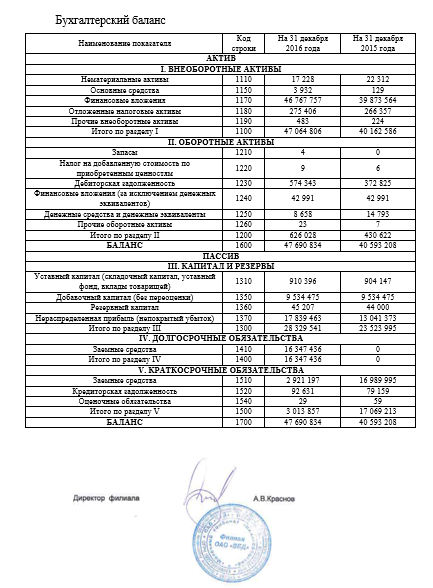 Бухгалтерский баланс
Наименование показателя Код строки На 31 декабря 2016 года На 31 декабря 2015 года
АКТИВ
I. ВНЕОБОРОТНЫЕ АКТИВЫ
Нематериальные активы 1110 17 228 22 312
Основные средства 1150 3 932 129
Финансовые вложения 1170 46 767 757 39 873 564
Отложенные налоговые активы 1180 275 406 266 357
Прочие внеоборотные активы 1190 483 224
Итого по разделу I 1100 47 064 806 40 162 586
II. ОБОРОТНЫЕ АКТИВЫ
Запасы 1210 4 0
Налог на добавленную стоимость по
приобретенным ценностям 1220 9 6
Дебиторская задолженность 1230 574 343 372 825
Финансовые вложения (за исключением денежных
эквивалентов) 1240 42 991 42 991
Денежные средства и денежные эквиваленты 1250 8 658 14 793
Прочие оборотные активы 1260 23 7
Итого по разделу II 1200 626 028 430 622
БАЛАНС 1600 47 690 834 40 593 208
ПАССИВ
III. КАПИТАЛ И РЕЗЕРВЫ
Уставный капитал (складочный капитал, уставный
фонд, вклады товарищей) 1310 910 396 904 147
Добавочный капитал (без переоценки) 1350 9 534 475 9 534 475
Резервный капитал 1360 45 207 44 000
Нераспределенная прибыль (непокрытый убыток) 1370 17 839 463 13 041 373
Итого по разделу III 1300 28 329 541 23 523 995
IV. ДОЛГОСРОЧНЫЕ ОБЯЗАТЕЛЬСТВА
Заемные средства 1410 16 347 436 0
Итого по разделу IV 1400 16 347 436 0
V. КРАТКОСРОЧНЫЕ ОБЯЗАТЕЛЬСТВА
Заемные средства 1510 2 921 197 16 989 995
Кредиторская задолженность 1520 92 631 79 159
Оценочные обязательства 1540 29 59
Итого по разделу V 1500 3 013 857 17 069 213
БАЛАНС 1700 47 690 834 40 593 208
Директор филиала А.В.Краснов
Филиал
ОАО «ВБД»